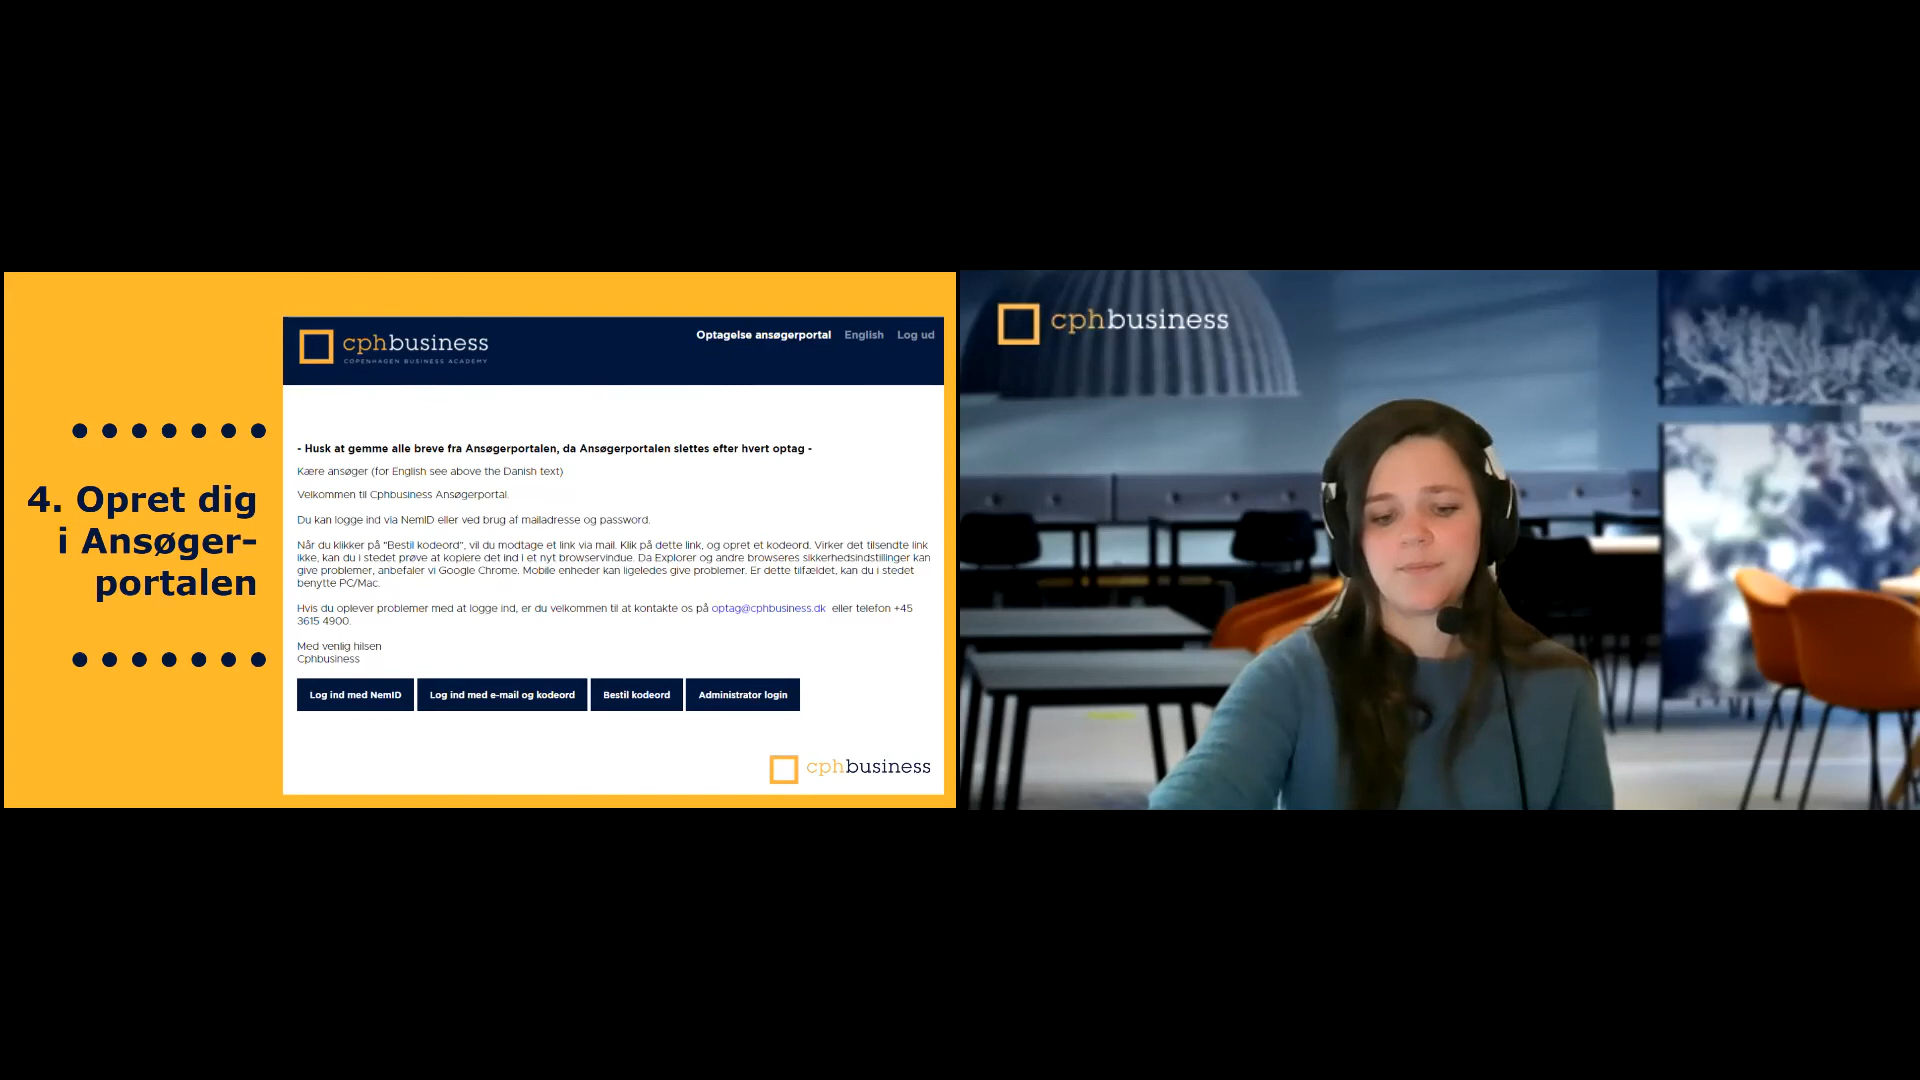 4. Opret dig
i Ansøger-
portalen
cphbusiness
COPENHAGEN BUSINESS ACADEMY
Optagelse ansøgerportal English Log ud
- Husk at gemme alle breve fra Ansøgerportalen, da Ansøgerportalen slettes efter hvert optag -
Kære ansøger (for English see above the Danish text)
Velkommen til Cphbusiness Ansøgerportal.
Du kan logge ind via NemID eller ved brug af mailadresse og password.
Når du klikker på "Bestil kodeord", vil du modtage et link via mail. Klik på dette link, og opret et kodeord. Virker det tilsendte link
ikke, kan du i stedet prøve at kopiere det ind i et nyt browservindue. Da Explorer og andre browseres sikkerhedsindstillinger kan
give problemer, anbefaler vi Google Chrome. Mobile enheder kan ligeledes give problemer. Er dette tilfældet, kan du i stedet
benytte PC/Mac.
Hvis du oplever problemer med at logge ind, er du velkommen til at kontakte os på optag@cphbusiness.dk eller telefon +45
3615 4900.
Med venlig hilsen
Cphbusiness
Log ind med NemID Log ind med e-mail og kodeord Bestil kodeord Administrator login
cphbusiness
cphbusiness